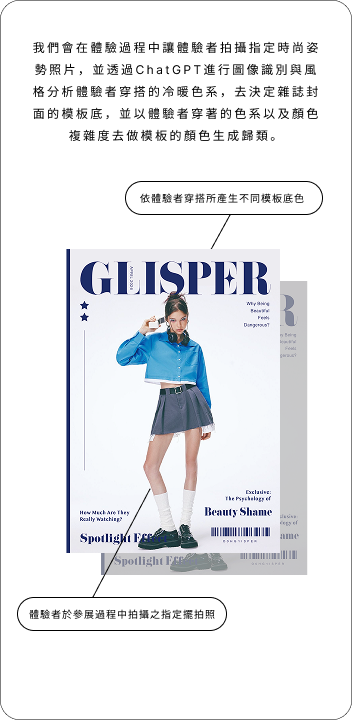 我們會在體驗過程中讓體驗者拍攝指定時尚姿
勢照片，並透過ChatGPT進行圖像識別與風
格分析體驗者穿搭的冷暖色系，去決定雜誌封
面的模板底，並以體驗者穿著的色系以及顏色
複雜度去做模板的顏色生成歸類。
依體驗者穿搭所產生不同模板底色
GLISPER
Why Being
Beautiful
Feels
Dangerous?
Exclusive:
The Psychology of
Beauty Shame
How Much Are They
Really Watching?
Spotlight Effect
體驗者於參展過程中拍攝之指定擺拍照